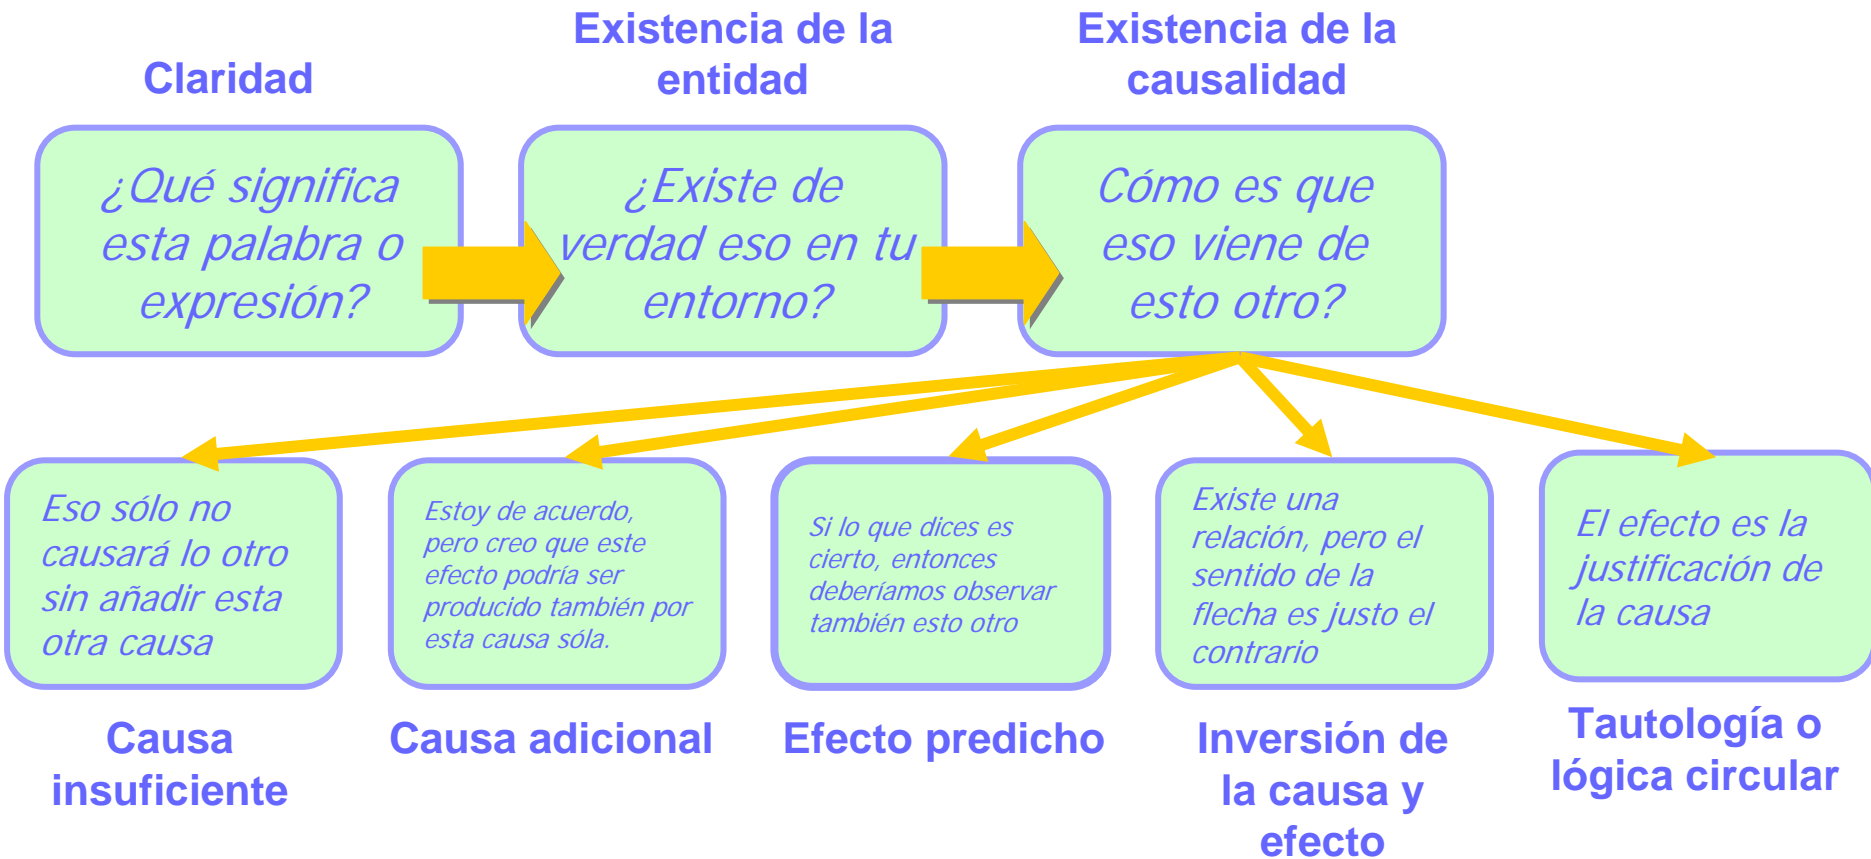 Claridad
Existencia de la
entidad
Existencia de la
causalidad
¿Qué significa
esta palabra o
expresión?
¿Existe de
verdad eso en tu
entorno?
Cómo es que
eso viene de
esto otro?
Eso sólo no
causará lo otro
sin añadir esta
otra causa
Estoy de acuerdo,
pero creo que este
efecto podría ser
producido también por
esta causa sóla.
Si lo que dices es
cierto, entonces
deberíamos observar
también esto otro
Existe una
relación, pero el
sentido de la
flecha es justo el
contrario
El efecto es la
justificación de
la causa
Causa
insuficiente
Causa adicional
Efecto predicho
Inversión de
la causa y
efecto
Tautología o
lógica circular